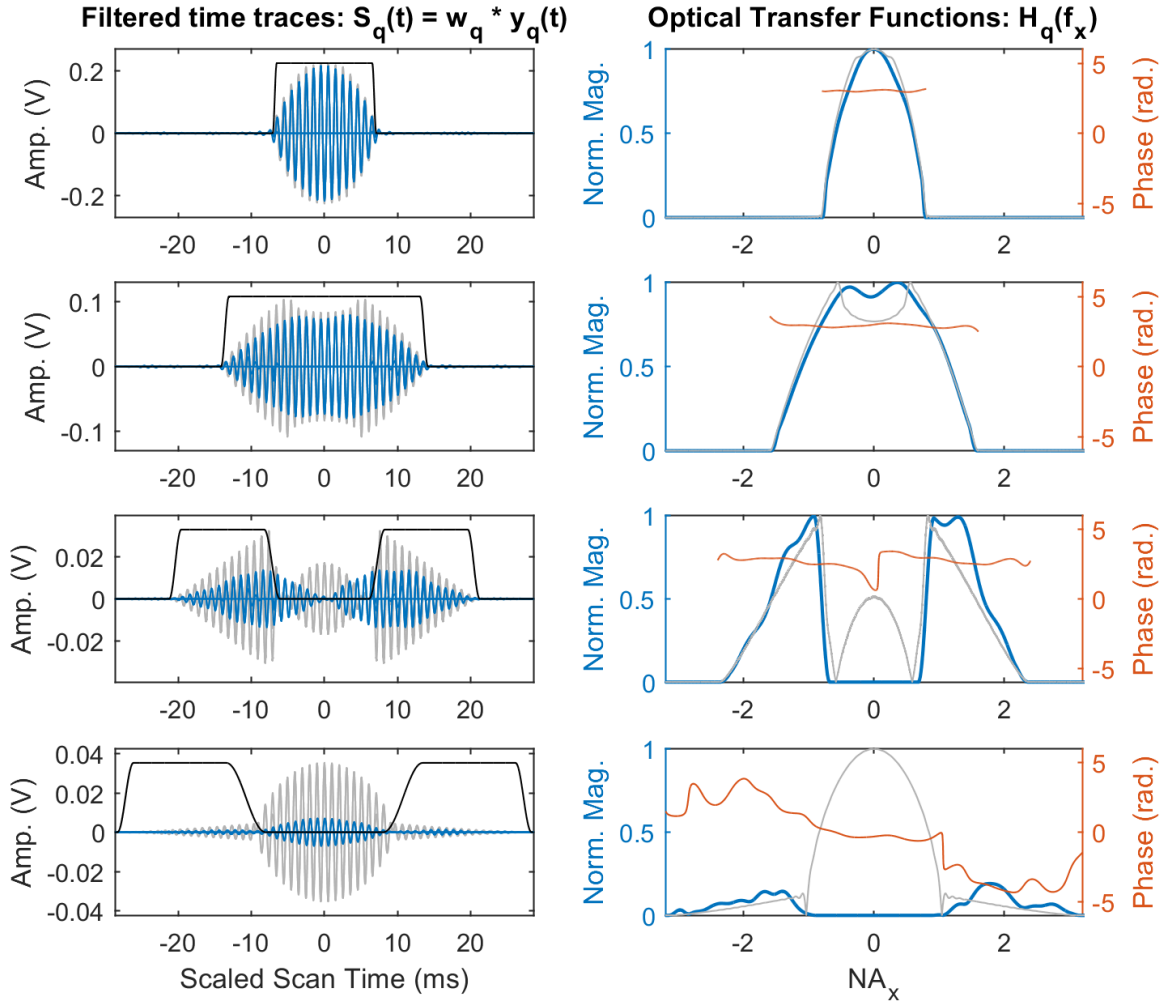 Filtered time traces: S_q(t) = w_q * y_q(t)
Optical Transfer Functions: H_q(f_x)
Amp. (V)
0.2
0
-0.2
-20 -10 0 10 20
Norm. Mag.
1
0.5
0
-2 0 2
5
0
-5
Phase (rad.)
Amp. (V)
0.1
0
-0.1
-20 -10 0 10 20
Norm. Mag.
1
0.5
0
-2 0 2
5
0
-5
Phase (rad.)
Amp. (V)
0.02
0
-0.02
-20 -10 0 10 20
Norm. Mag.
1
0.5
0
-2 0 2
5
0
-5
Phase (rad.)
Amp. (V)
0.04
0.02
0
-0.02
-0.04
-20 -10 0 10 20
Scaled Scan Time (ms)
Norm. Mag.
1
0.5
0
-2 0 2
NA_x
5
0
-5
Phase (rad.)